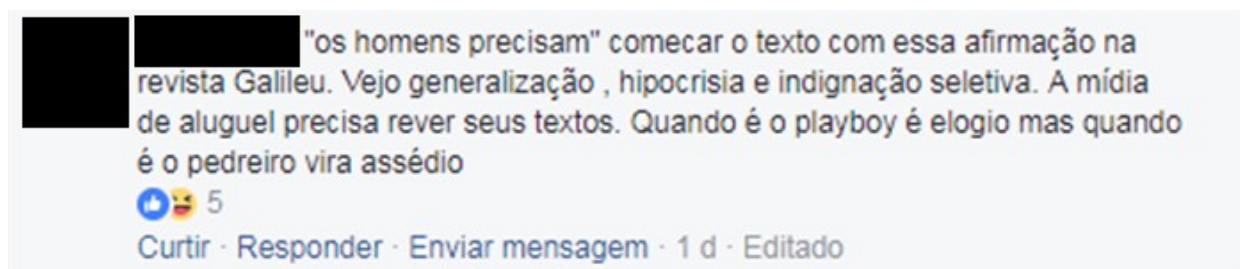 "os homens precisam" comecar o texto com essa afirmação na
revista Galileu. Vejo generalização , hipocrisia e indignação seletiva. A mídia
de aluguel precisa rever seus textos. Quando é o playboy é elogio mas quando
é o pedreiro vira assédio
5
Curtir · Responder · Enviar mensagem · 1 d · Editado